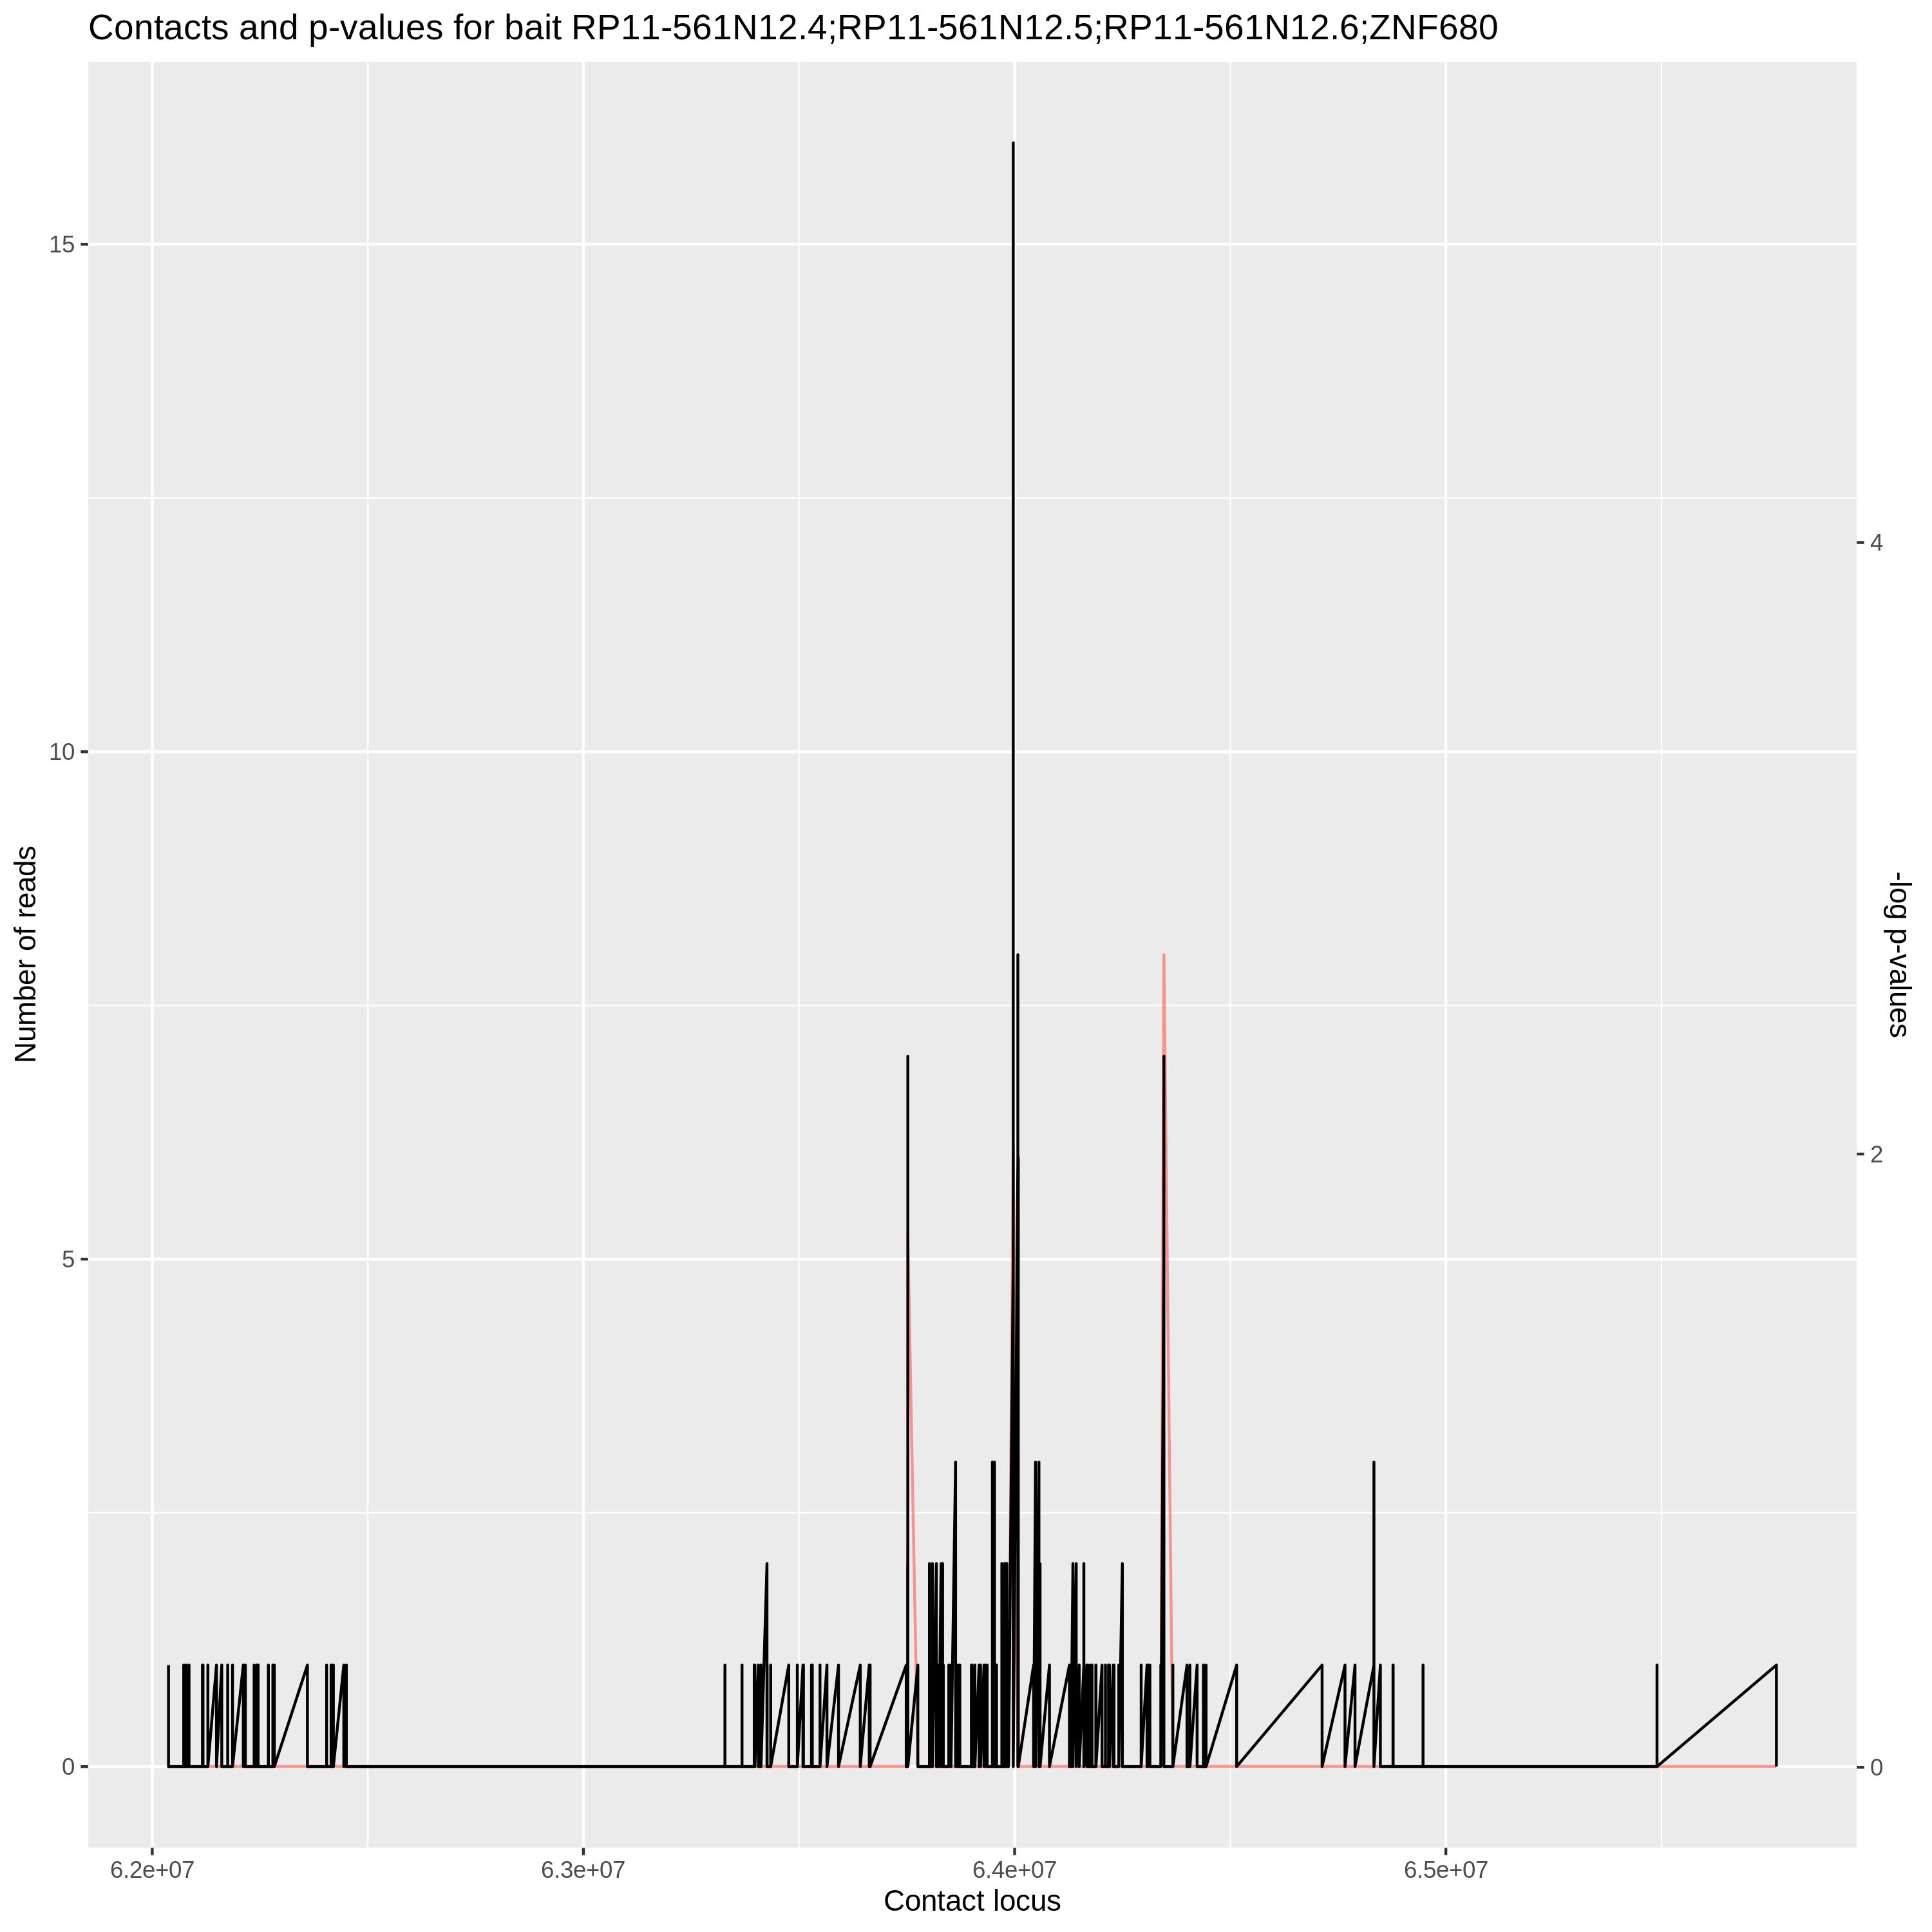 Contacts and p-values for bait RP11-561N12.4;RP11-561N12.5;RP11-561N12.6;ZNF680
15
10
5
0
Number of reads
4
2
0
-log p-values
6.2e+07
6.3e+07
6.4e+07
6.5e+07
Contact locus